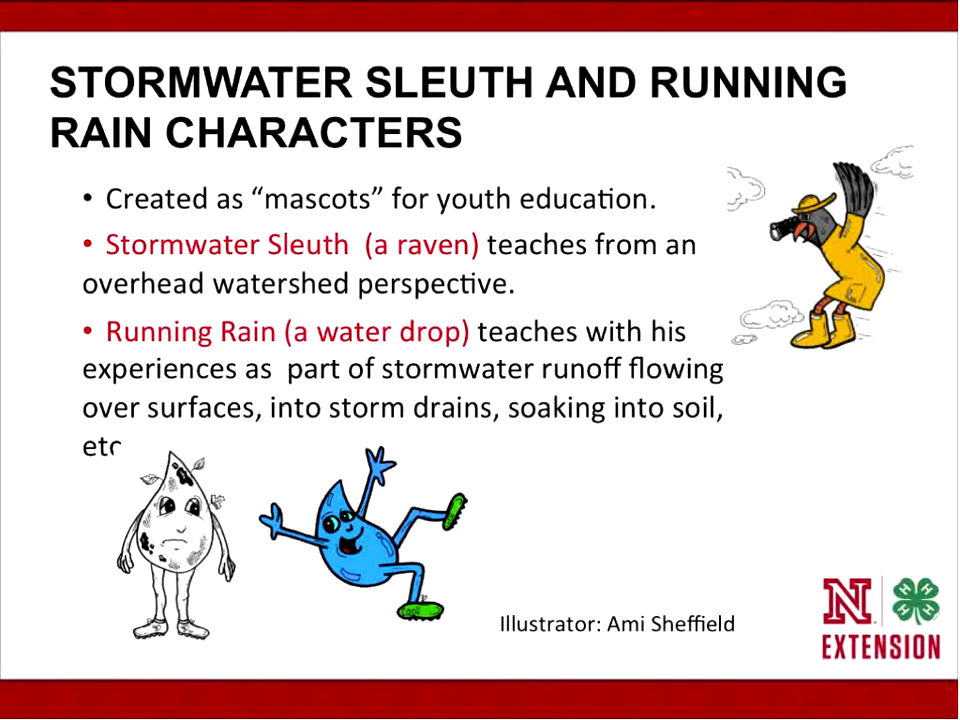 STORMWATER SLEUTH AND RUNNING
RAIN CHARACTERS
• Created as “mascots” for youth education.
• Stormwater Sleuth (a raven) teaches from an
overhead watershed perspective.
• Running Rain (a water drop) teaches with his
experiences as part of stormwater runoff flowing
over surfaces, into storm drains, soaking into soil,
etc
Illustrator: Ami Sheffield
N
H H H H
EXTENSION